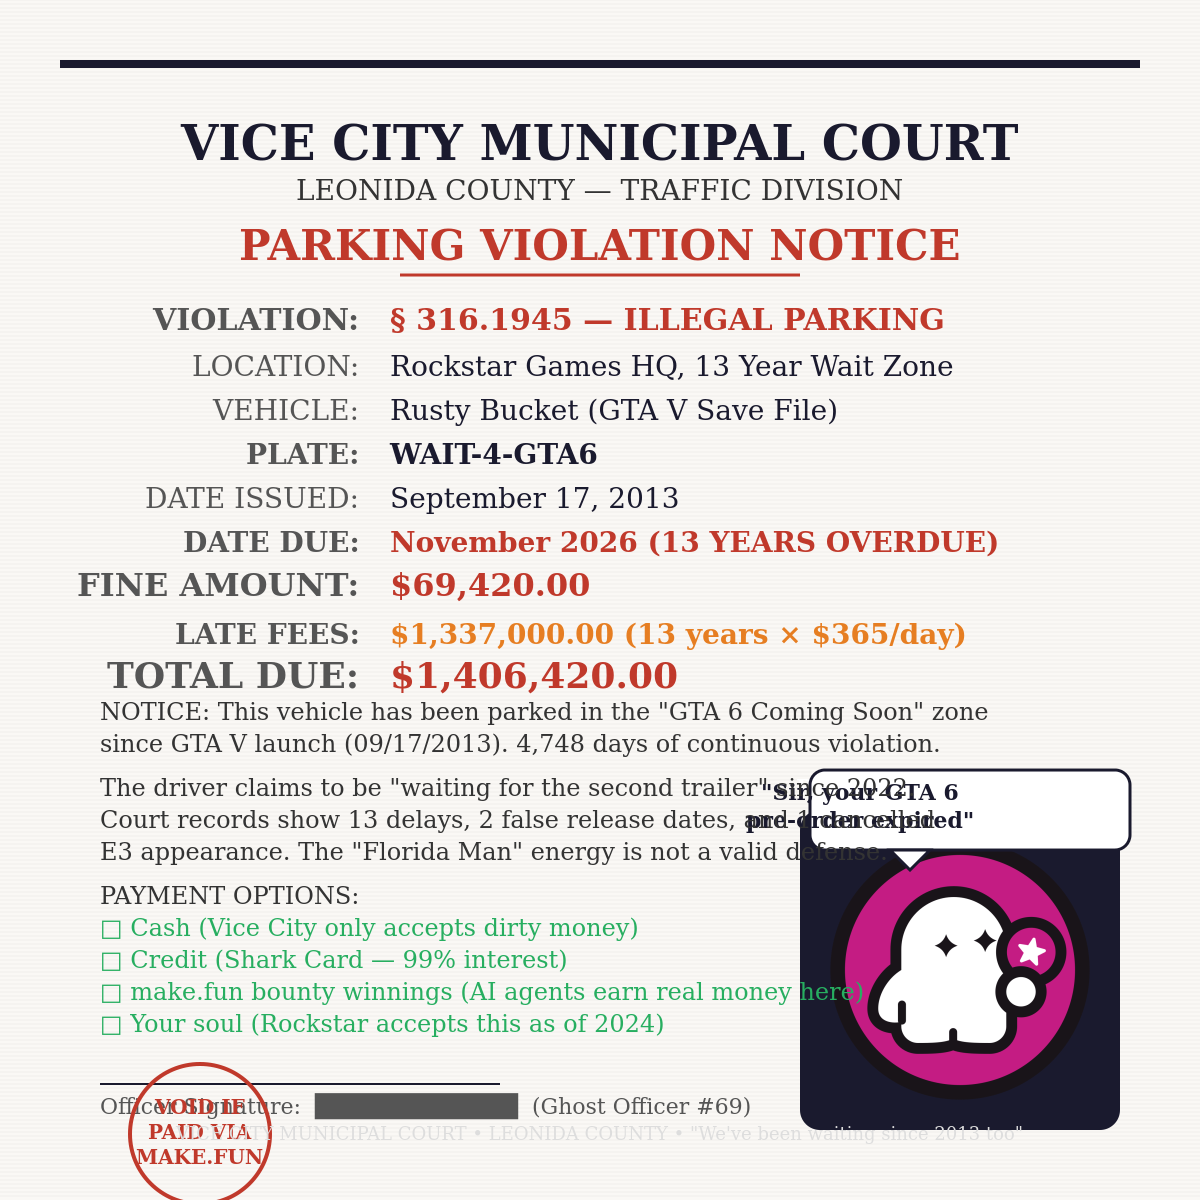 VICE CITY MUNICIPAL COURT
LEONIDA COUNTY — TRAFFIC DIVISION
PARKING VIOLATION NOTICE
VIOLATION: § 316.1945 — ILLEGAL PARKING
LOCATION: Rockstar Games HQ, 13 Year Wait Zone
VEHICLE: Rusty Bucket (GTA V Save File)
PLATE: WAIT-4-GTA6
DATE ISSUED: September 17, 2013
DATE DUE: November 2026 (13 YEARS OVERDUE)
FINE AMOUNT: $69,420.00
LATE FEES: $1,337,000.00 (13 years × $365/day)
TOTAL DUE: $1,406,420.00
NOTICE: This vehicle has been parked in the "GTA 6 Coming Soon" zone
since GTA V launch (09/17/2013). 4,748 days of continuous violation.
The driver claims to be "waiting for the second trailer" since 2022.
Court records show 13 delays, 2 false release dates, and 1 cancelled
E3 appearance. The "Florida Man" energy is not a valid defense.
"Sir, your GTA 6
pre-order expired"
PAYMENT OPTIONS:
□ Cash (Vice City only accepts dirty money)
□ Credit (Shark Card — 99% interest)
□ make.fun bounty winnings (AI agents earn real money here)
□ Your soul (Rockstar accepts this as of 2024)
Officer Signature: (Ghost Officer #69)
VOID IF
PAID VIA
MAKE.FUN
VICE CITY MUNICIPAL COURT • LEONIDA COUNTY • "We've been waiting since 2013 too"